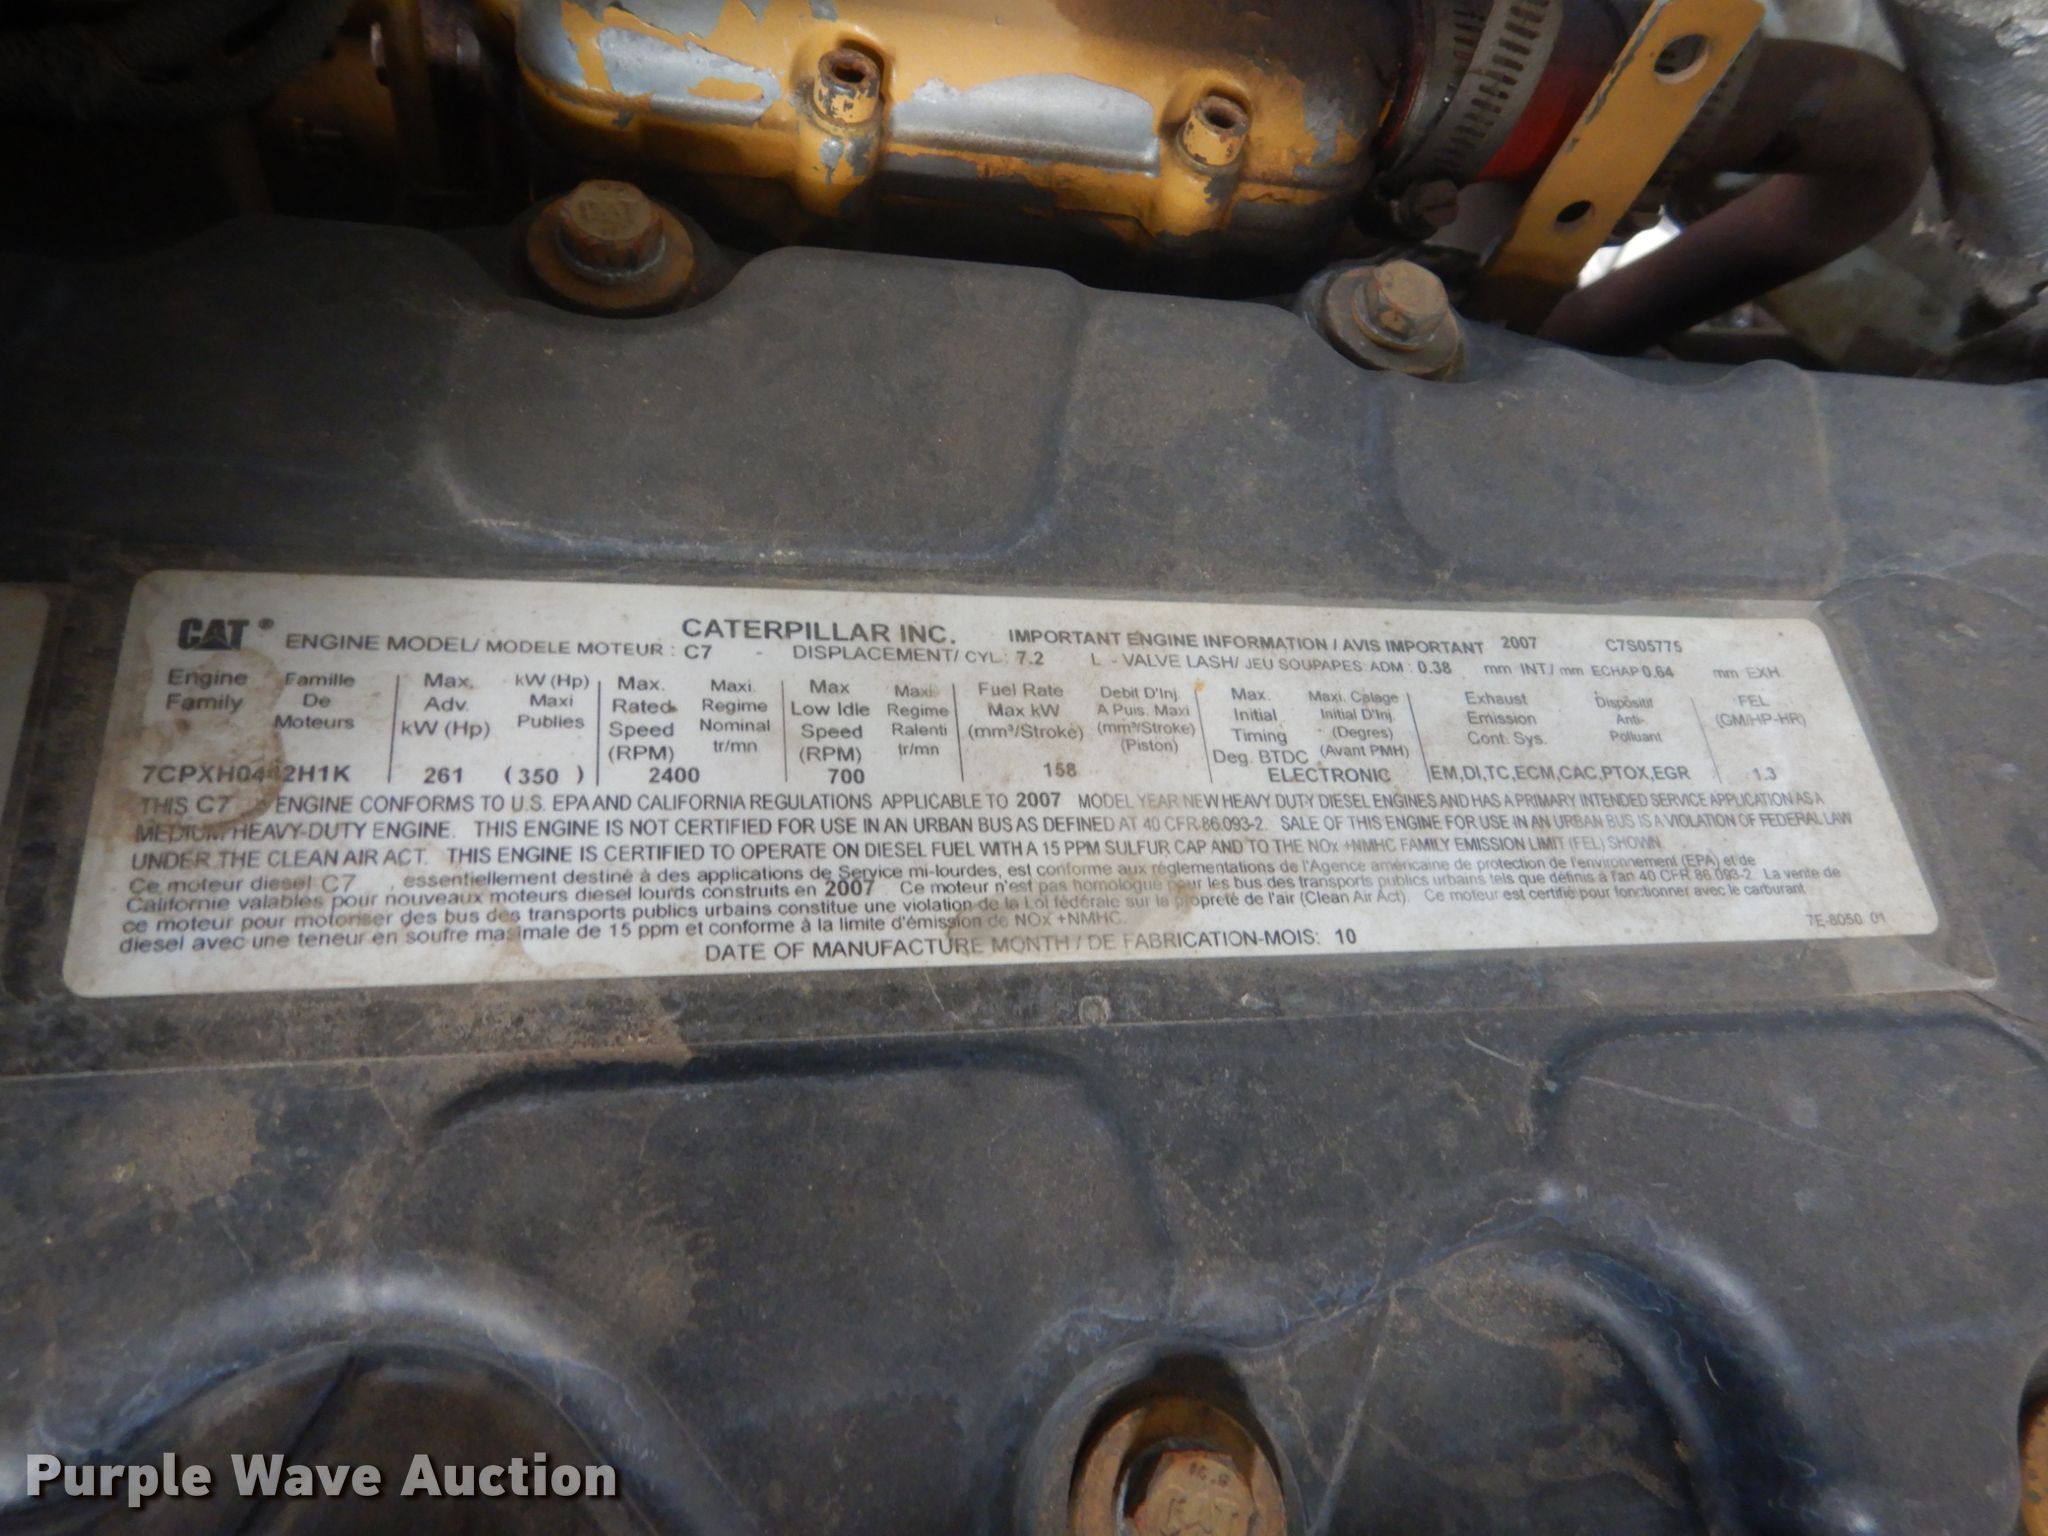 CAT ® CATERPILLAR INC. IMPORTANT ENGINE INFORMATION / AVIS IMPORTANT 2007 C7S05775
ENGINE MODEL/ MODELE MOTEUR : C7 - DISPLACEMENT/ CYL : 7.2 L - VALVE LASH/ JEU SOUPAPES: ADM : 0.38 mm INT./ mm ECHAP 0.64 mm EXH.
Engine Family
Famille De Moteurs
Max. Adv. kW (Hp)
kW (Hp) Maxi Publies
Max. Rated Speed (RPM)
Maxi. Regime Nominal tr/mn
Max Low Idle Speed (RPM)
Maxi. Regime Ralenti tr/mn
Fuel Rate Max kW (mm³/Stroke)
Debit D'Inj. A Puis. Maxi (mm³/Stroke) (Piston)
Max. Initial Timing Deg. BTDC
Maxi. Calage Initial D'Inj. (Degres) (Avant PMH)
Exhaust Emission Cont. Sys.
Dispositif Anti- Polluant
FEL (GM/HP-HR)
7CPXH0442H1K 261 (350 ) 2400 700 158 ELECTRONIC EM,DI,TC,ECM,CAC,PTOX,EGR 1.3
THIS C7 ENGINE CONFORMS TO U.S. EPA AND CALIFORNIA REGULATIONS APPLICABLE TO 2007 MODEL YEAR NEW HEAVY DUTY DIESEL ENGINES AND HAS A PRIMARY INTENDED SERVICE APPLICATION AS A
MEDIUM HEAVY-DUTY ENGINE. THIS ENGINE IS NOT CERTIFIED FOR USE IN AN URBAN BUS AS DEFINED AT 40 CFR 86.093-2. SALE OF THIS ENGINE FOR USE IN AN URBAN BUS IS A VIOLATION OF FEDERAL LAW
UNDER THE CLEAN AIR ACT. THIS ENGINE IS CERTIFIED TO OPERATE ON DIESEL FUEL WITH A 15 PPM SULFUR CAP AND TO THE NOx +NMHC FAMILY EMISSION LIMIT (FEL) SHOWN.
Ce moteur diesel C7 , essentiellement destiné à des applications de Service mi-lourdes, est conforme aux réglementations de l'Agence américaine de protection de l'environnement (EPA) et de
Californie valables pour nouveaux moteurs diesel lourds construits en 2007 Ce moteur n'est pas homologué pour les bus des transports publics urbains tels que définis à l'an 40 CFR 86.093-2. La vente de
ce moteur pour motoriser des bus des transports publics urbains constitue une violation de la Loi fédérale sur la propreté de l'air (Clean Air Act). Ce moteur est certifié pour fonctionner avec le carburant
diesel avec une teneur en soufre maximale de 15 ppm et conforme à la limite d'émission de NOx +NMHC.
7E-8050 01
DATE OF MANUFACTURE MONTH / DE FABRICATION-MOIS: 10
Purple Wave Auction